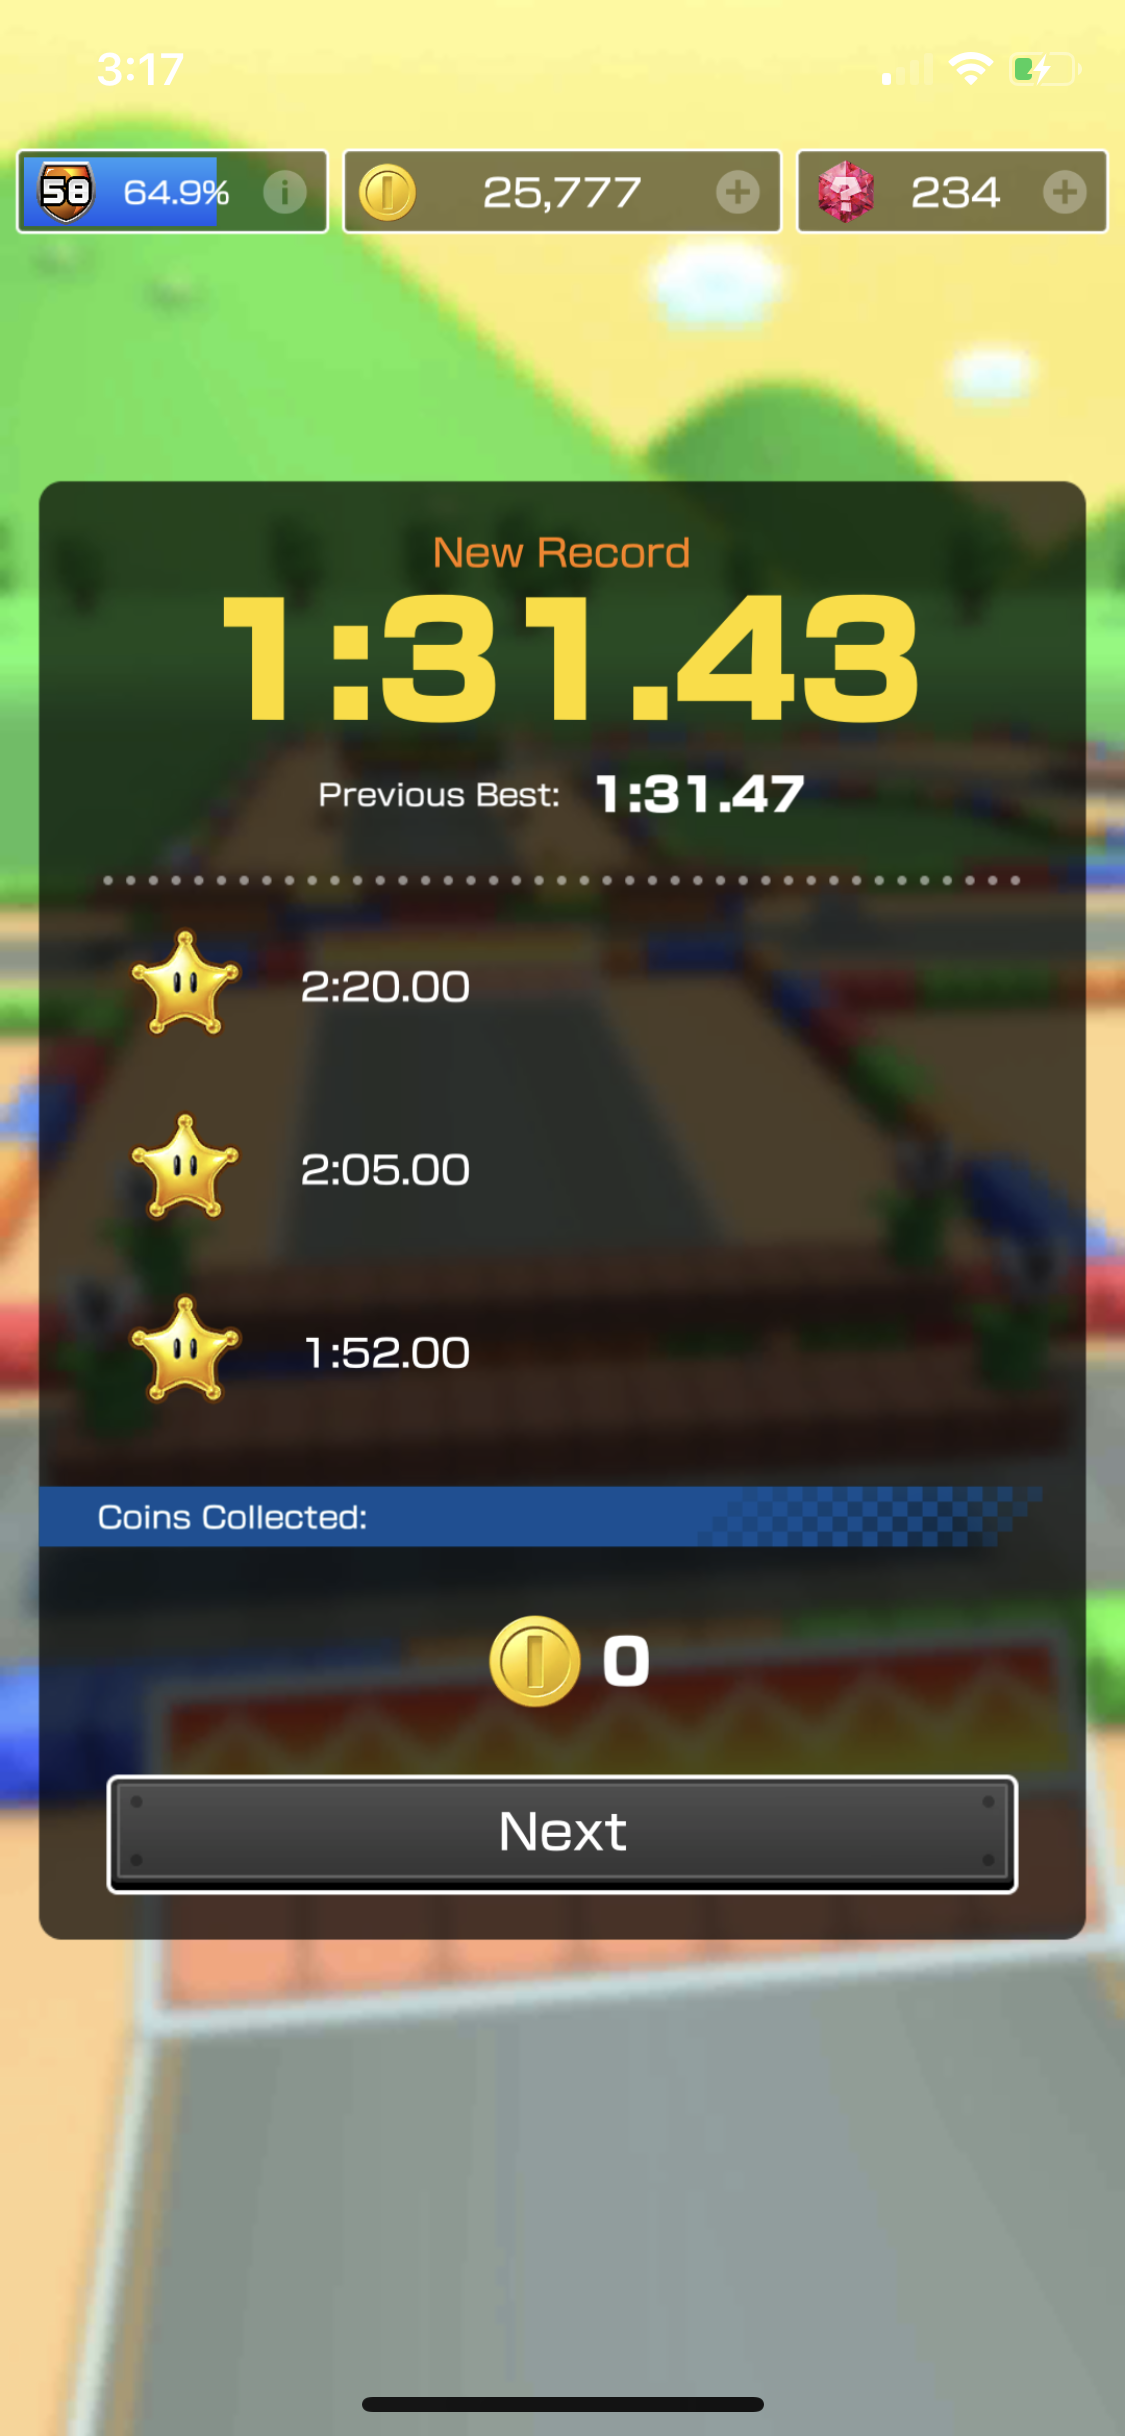 3:17
58 64.9% i 25,777 + ? 234 +
New Record
1:31.43
Previous Best: 1:31.47
2:20.00
2:05.00
1:52.00
Coins Collected:
0
Next